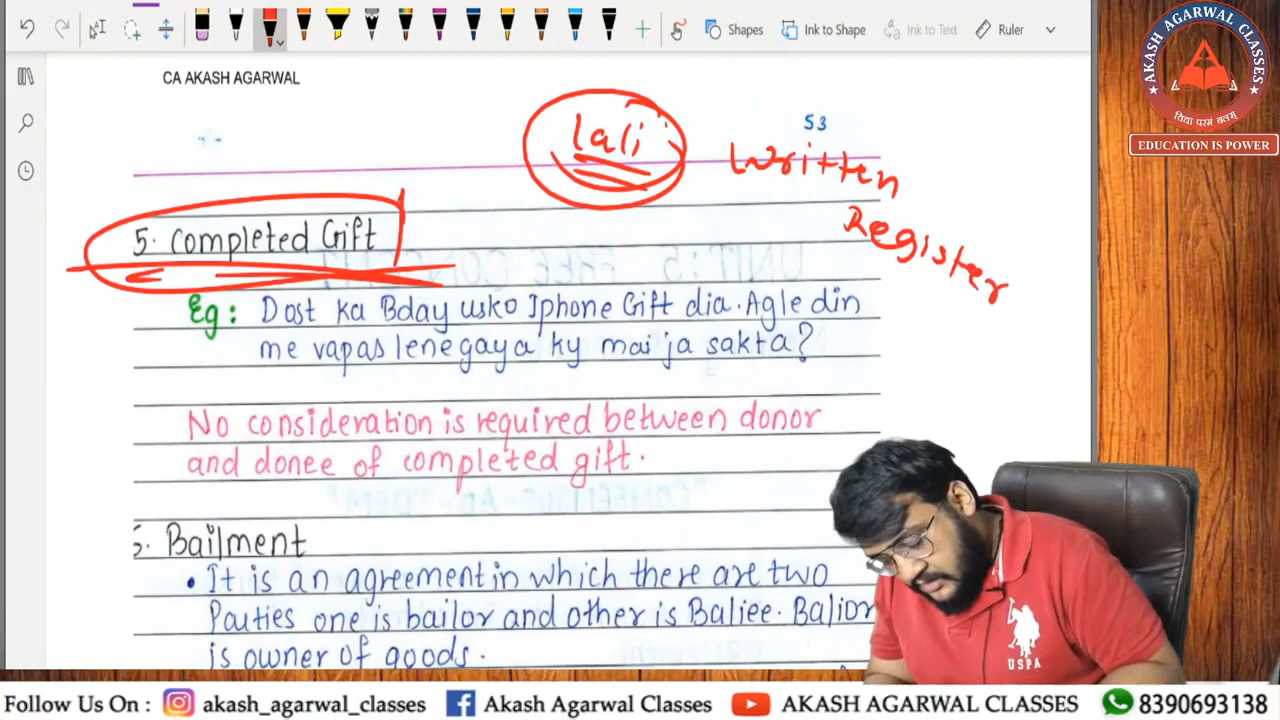 Shapes Ink to Shape Ink to Text Ruler
CA AKASH AGARWAL
53
lali
Written
Register
5. Completed Gift
Eg: Dost ka Bday usko Iphone Gift dia. Agle din
me vapas lene gaya ky mai ja sakta?
No consideration is required between donor
and donee of completed gift.
Bailment
• It is an agreement in which there are two
Parties one is bailor and other is Baliee. Balior
is owner of goods.
AKASH AGARWAL CLASSES
विद्या परमं बलम्
EDUCATION IS POWER
USPA
Follow Us On : akash_agarwal_classes Akash Agarwal Classes AKASH AGARWAL CLASSES 8390693138